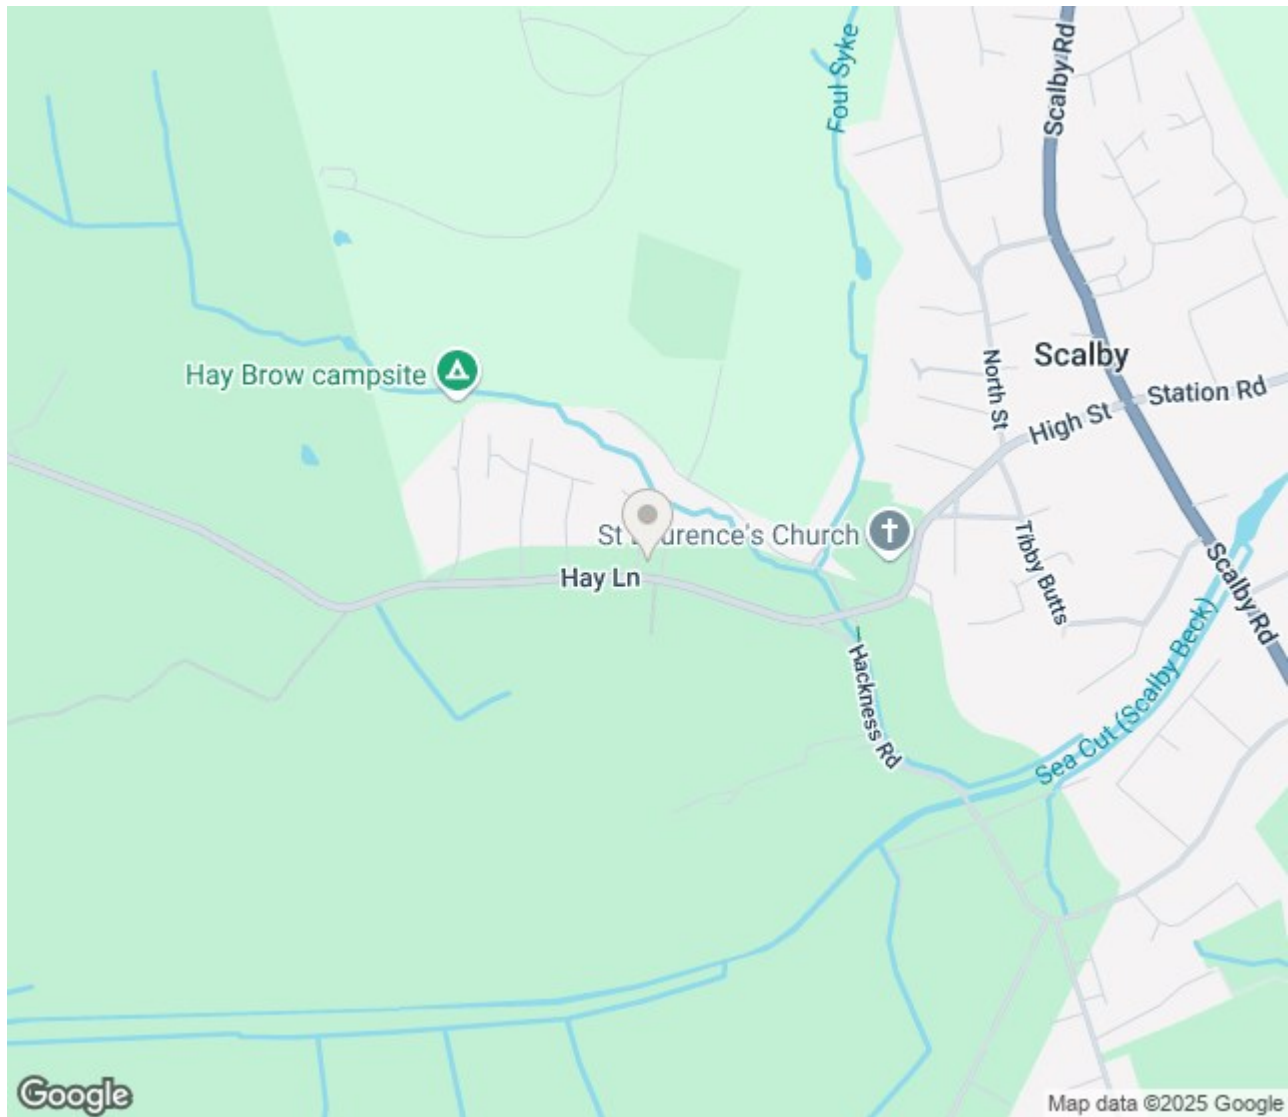 Scalby Rd
Foul Syke
Scalby
Hay Brow campsite
North St
Station Rd
High St
St Laurence's Church
Tibby Butts
Scalby Rd
Hay Ln
Hackness Rd
Sea Cut (Scalby Beck)
Google
Map data ©2025 Google